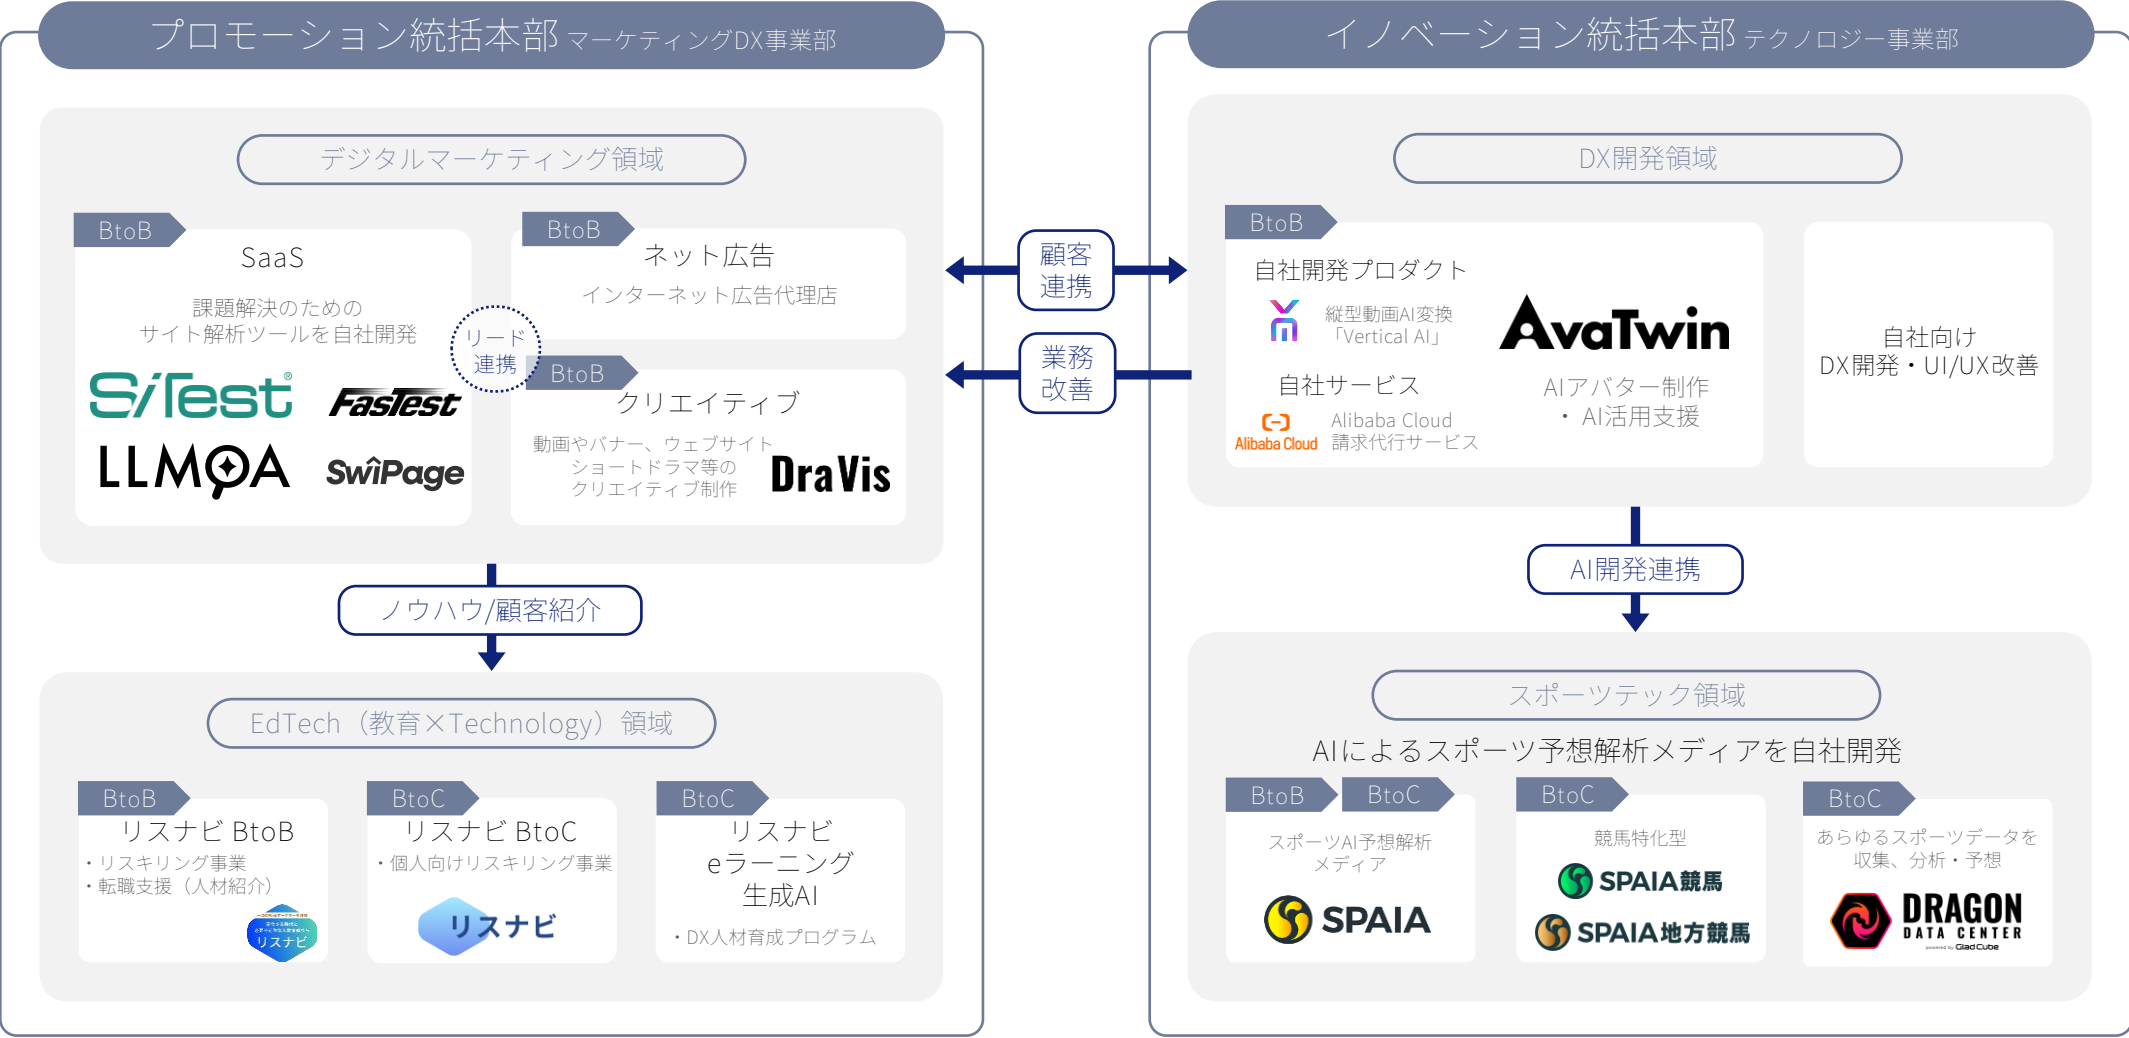 プロモーション統括本部 マーケティングDX事業部
デジタルマーケティング領域
BtoB
SaaS
課題解決のための
サイト解析ツールを自社開発
SiTest®
FasTest
LLMOA
SwiPage
リード
連携
BtoB
ネット広告
インターネット広告代理店
BtoB
クリエイティブ
動画やバナー、ウェブサイト
ショートドラマ等の
クリエイティブ制作
DraVis
ノウハウ/顧客紹介
EdTech（教育×Technology）領域
BtoB
リスナビ BtoB
・リスキリング事業
・転職支援（人材紹介）
リスナビ
BtoC
リスナビ BtoC
・個人向けリスキリング事業
リスナビ
BtoC
リスナビ
eラーニング
生成AI
・DX人材育成プログラム
顧客
連携
業務
改善
イノベーション統括本部 テクノロジー事業部
DX開発領域
BtoB
自社開発プロダクト
縦型動画AI変換
「Vertical AI」
自社サービス
Alibaba Cloud
Alibaba Cloud
請求代行サービス
AvaTwin
AIアバター制作
・ AI活用支援
自社向け
DX開発・UI/UX改善
AI開発連携
スポーツテック領域
AIによるスポーツ予想解析メディアを自社開発
BtoB
BtoC
スポーツAI予想解析
メディア
SPAIA
BtoC
競馬特化型
SPAIA競馬
SPAIA地方競馬
BtoC
あらゆるスポーツデータを
収集、分析・予想
DRAGON
DATA CENTER
powered by GladCube